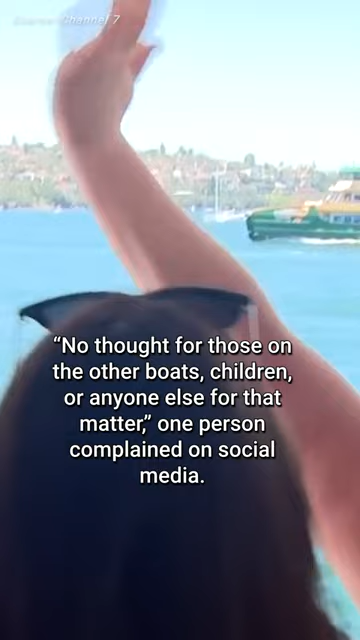 Source: Channel 7
“No thought for those on
the other boats, children,
or anyone else for that
matter,” one person
complained on social
media.